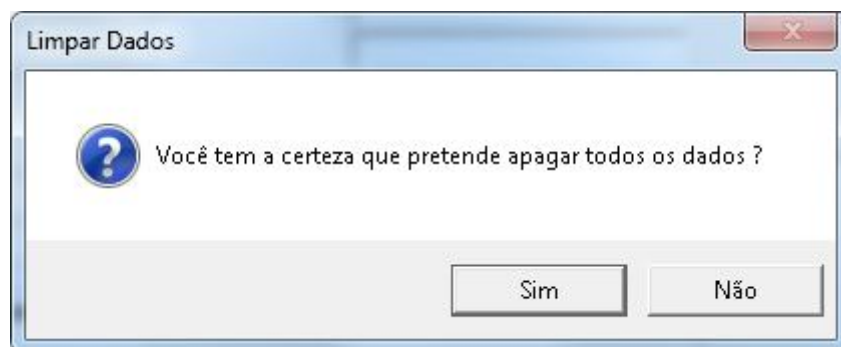 Limpar Dados
Você tem a certeza que pretende apagar todos os dados ?
Sim
Não